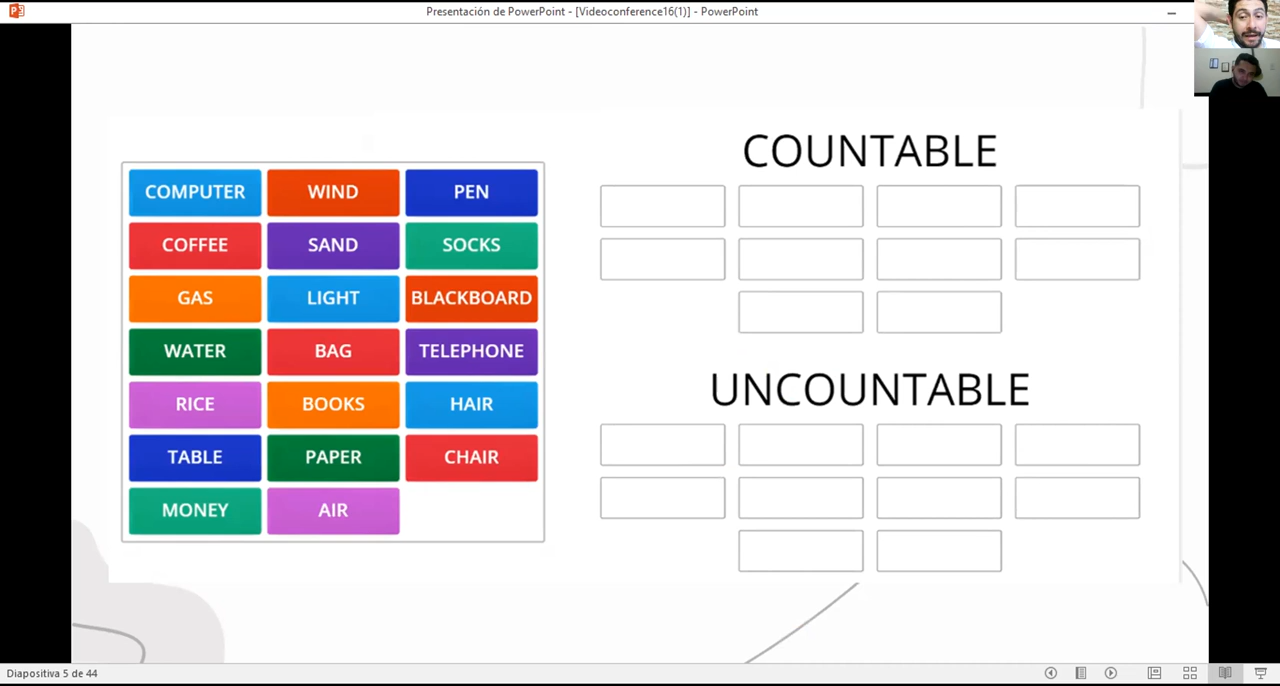 Presentación de PowerPoint - [Videoconference16(1)] - PowerPoint
COMPUTER WIND PEN
COFFEE SAND SOCKS
GAS LIGHT BLACKBOARD
WATER BAG TELEPHONE
RICE BOOKS HAIR
TABLE PAPER CHAIR
MONEY AIR
COUNTABLE
UNCOUNTABLE
Diapositiva 5 de 44